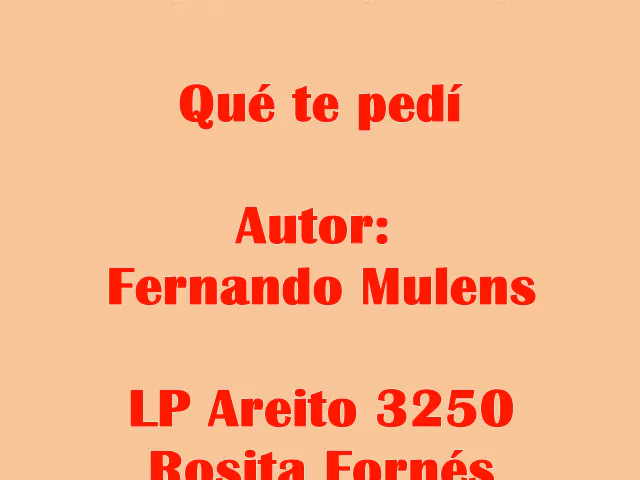 Qué te pedí
Autor:
Fernando Mulens
LP Areito 3250
Rosita Fornés